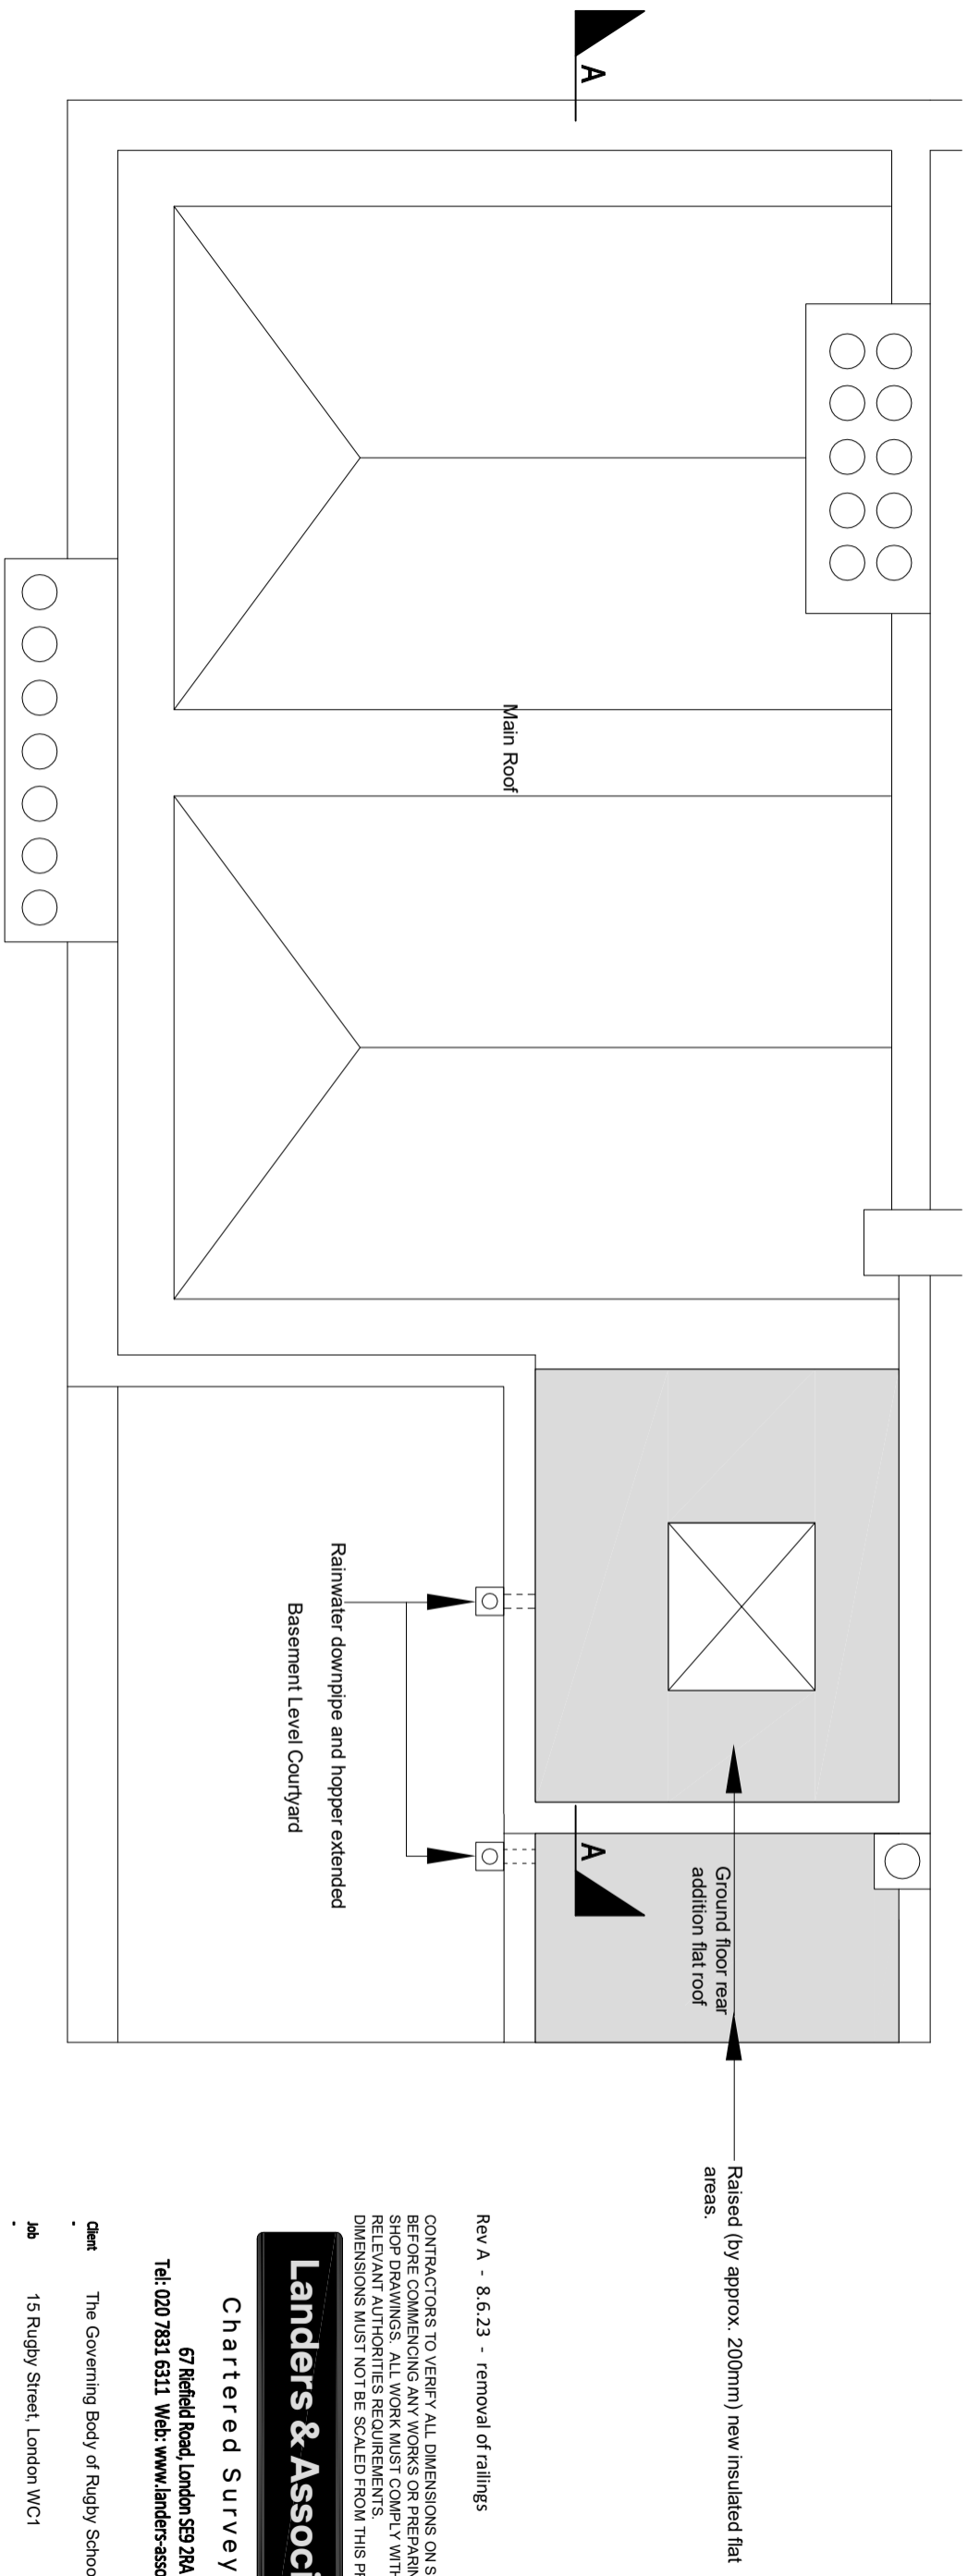 A
Main Roof
Rainwater downpipe and hopper extended
Basement Level Courtyard
A
Ground floor rear
addition flat roof
Raised (by approx. 200mm) new insulated flat
areas.
Rev A - 8.6.23 - removal of railings
CONTRACTORS TO VERIFY ALL DIMENSIONS ON S
BEFORE COMMENCING ANY WORKS OR PREPARIN
SHOP DRAWINGS. ALL WORK MUST COMPLY WITH
RELEVANT AUTHORITIES REQUIREMENTS.
DIMENSIONS MUST NOT BE SCALED FROM THIS PR
Landers & Associ
Chartered Survey
67 Riefield Road, London SE9 2RA
Tel: 020 7831 6311 Web: www.landers-asso
Client The Governing Body of Rugby Schoo
-
Job 15 Rugby Street, London WC1
-